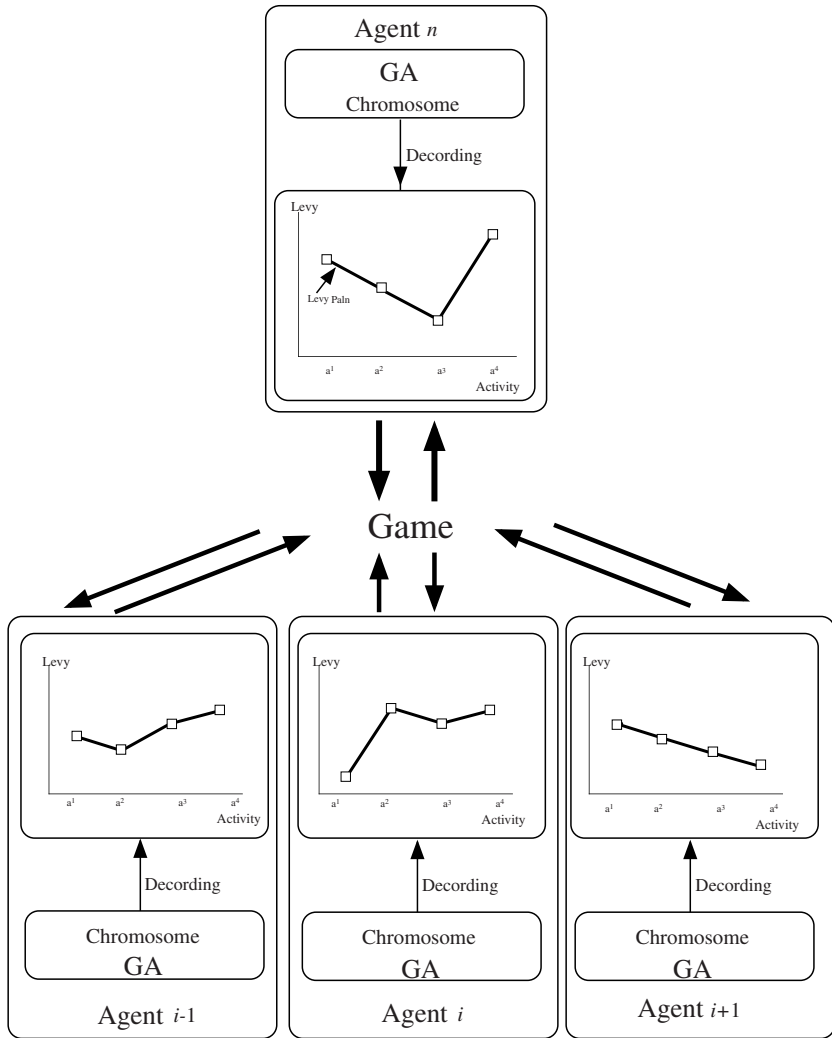 Agent n
GA
Chromosome
Decording
Levy
Levy Paln
a¹ a² a³ a⁴
Activity
Game
Levy
a¹ a² a³ a⁴
Activity
Decording
Chromosome
GA
Agent i-1
Levy
a¹ a² a³ a⁴
Activity
Decording
Chromosome
GA
Agent i
Levy
a¹ a² a³ a⁴
Activity
Decording
Chromosome
GA
Agent i+1